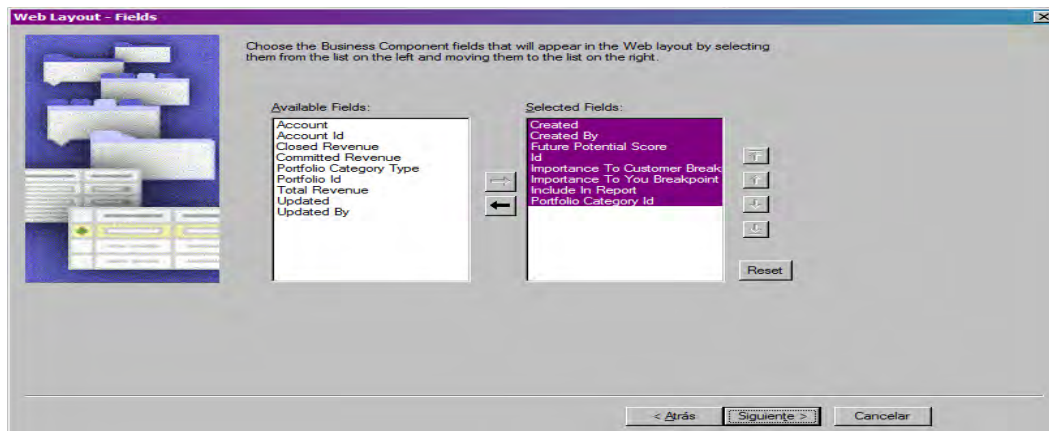 Web Layout - Fields
Choose the Business Component fields that will appear in the Web layout by selecting
them from the list on the left and moving them to the list on the right.
Available Fields:
Account
Account Id
Closed Revenue
Committed Revenue
Portfolio Category Type
Portfolio Id
Total Revenue
Updated
Updated By
Selected Fields:
Created
Created By
Future Potential Score
Id
Importance To Customer Break
Importance To You Breakpoint
Include In Report
Portfolio Category Id
Reset
< Atrás
Siguiente >
Cancelar